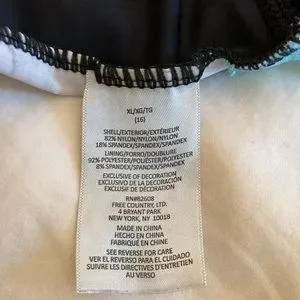 XL/XG/TG
(16)
SHELL/EXTERIOR/EXTÉRIEUR
82% NYLON/NYLON/NYLON
18% SPANDEX/SPANDEX/SPANDEX
LINING/FORRO/DOUBLURE
92% POLYESTER/POLIÉSTER/POLYESTER
8% SPANDEX/SPANDEX/SPANDEX
EXCLUSIVE OF DECORATION
EXCLUSIVO DE LA DECORACIÓN
EXCLUSIF DE DÉCORATION
RN#82608
FREE COUNTRY, LTD.
4 BRYANT PARK
NEW YORK, NY 10018
MADE IN CHINA
HECHO EN CHINA
FABRIQUÉ EN CHINE
SEE REVERSE FOR CARE
VER EL REVERSO PARA EL CUIDADO
SUIVRE LES DIRECTIVES D'ENTRETIEN
AU VERSO